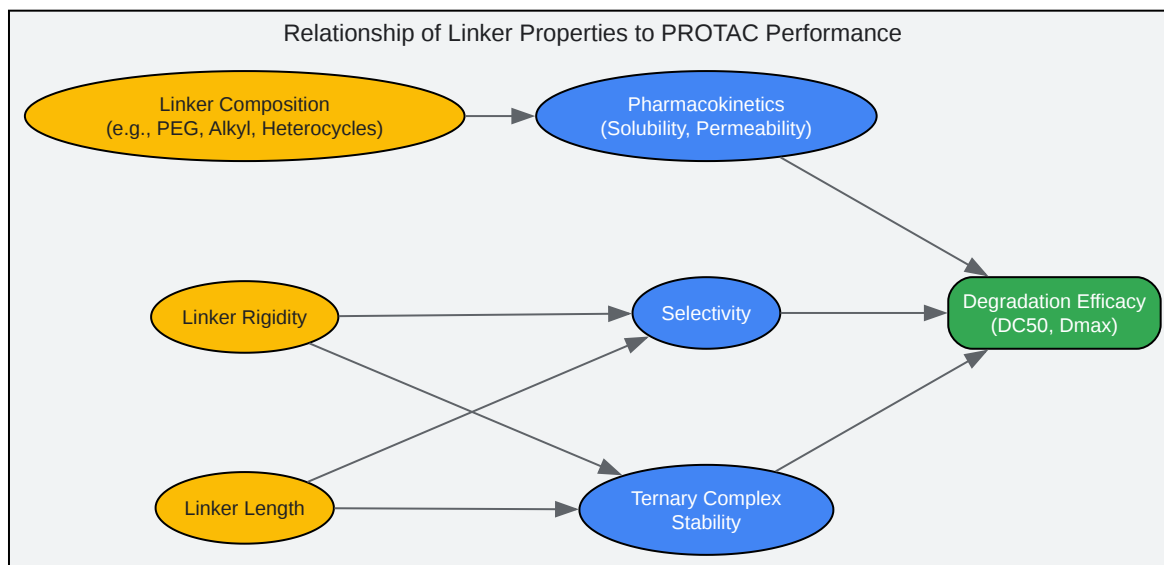 Relationship of Linker Properties to PROTAC Performance
Linker Composition
(e.g., PEG, Alkyl, Heterocycles)
Pharmacokinetics
(Solubility, Permeability)
Linker Rigidity
Selectivity
Degradation Efficacy
(DC50, Dmax)
Linker Length
Ternary Complex
Stability